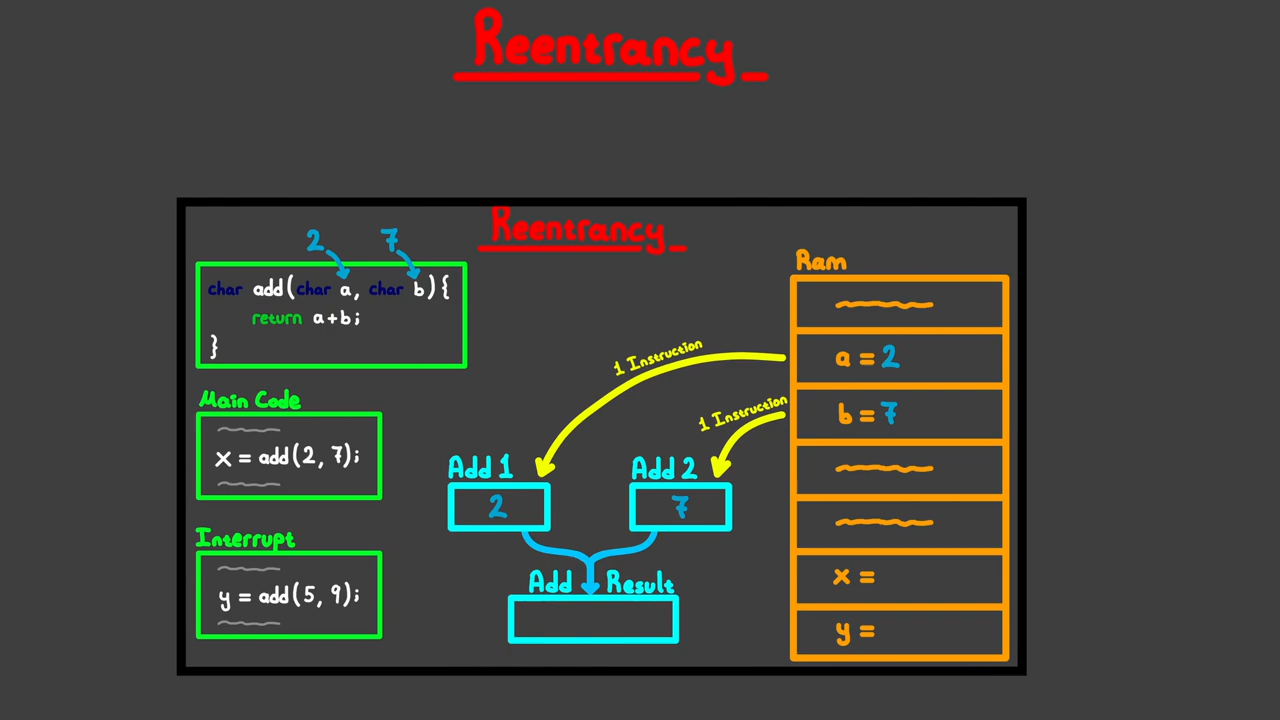 Reentrancy
Reentrancy
2 7
char add(char a, char b){
return a+b;
}
Main Code
x = add(2, 7);
Interrupt
y = add(5, 9);
1 Instruction
1 Instruction
Add 1
2
Add 2
7
Add Result
Ram
a = 2
b = 7
x =
y =